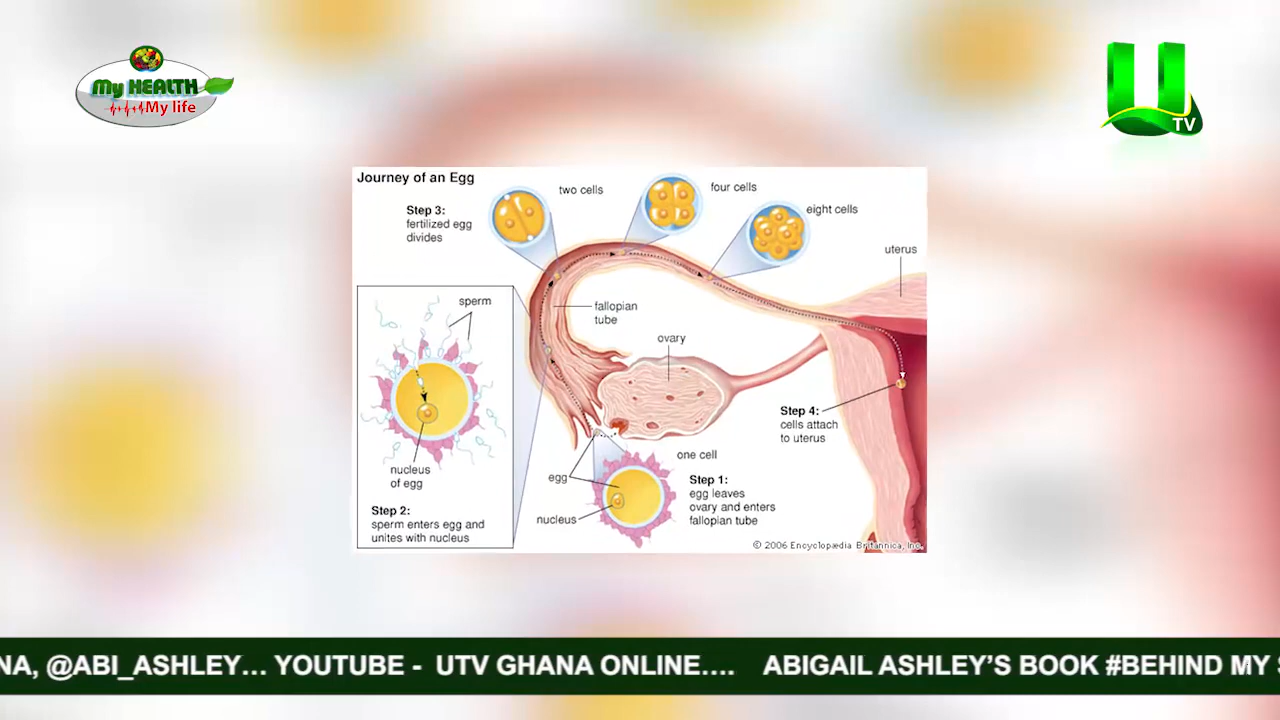 My HEALTH
My life
TV
Journey of an Egg
two cells
four cells
eight cells
Step 3:
fertilized egg
divides
uterus
sperm
fallopian
tube
ovary
Step 4:
cells attach
to uterus
nucleus
of egg
egg
one cell
Step 1:
egg leaves
ovary and enters
fallopian tube
nucleus
Step 2:
sperm enters egg and
unites with nucleus
© 2006 Encyclopædia Britannica, Inc.
NA, @ABI_ASHLEY... YOUTUBE - UTV GHANA ONLINE.... ABIGAIL ASHLEY'S BOOK #BEHIND MY